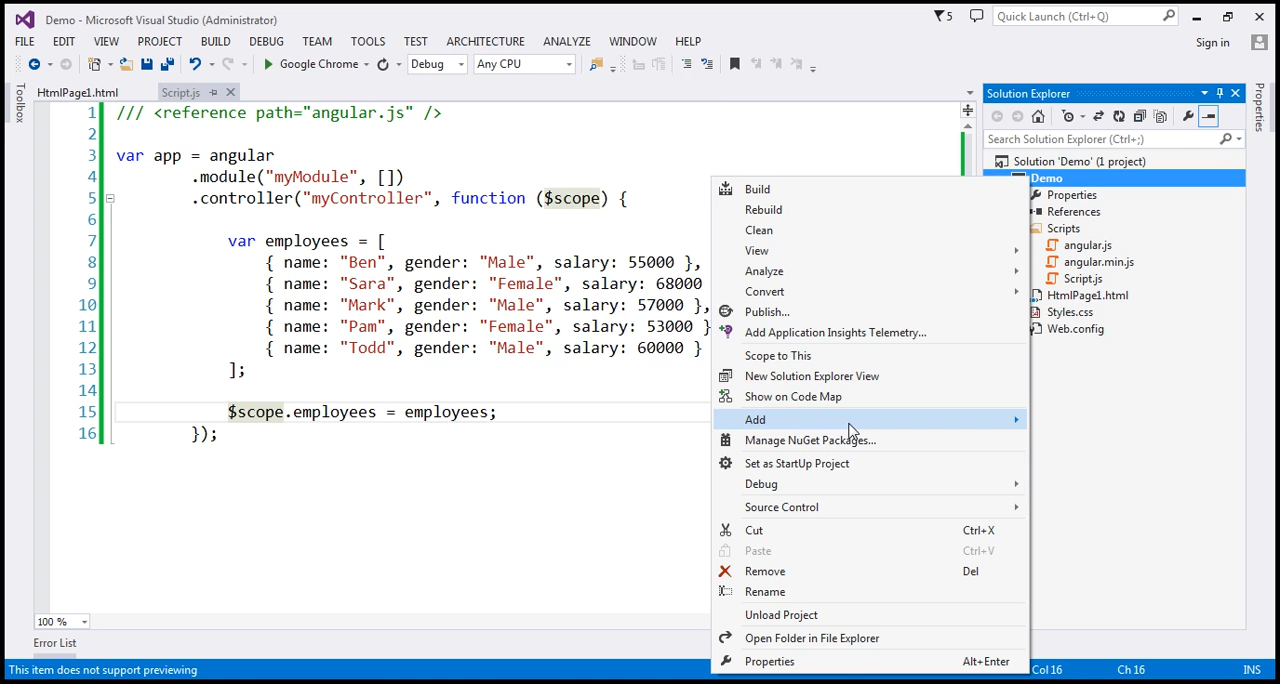 Demo - Microsoft Visual Studio (Administrator)
5
Quick Launch (Ctrl+Q)
FILE EDIT VIEW PROJECT BUILD DEBUG TEAM TOOLS TEST ARCHITECTURE ANALYZE WINDOW HELP
Sign in
Google Chrome
Debug
Any CPU
Toolbox
HtmlPage1.html
Script.js
1 /// <reference path="angular.js" />
2
3 var app = angular
4 .module("myModule", [])
5 .controller("myController", function ($scope) {
6
7 var employees = [
8 { name: "Ben", gender: "Male", salary: 55000 },
9 { name: "Sara", gender: "Female", salary: 68000
10 { name: "Mark", gender: "Male", salary: 57000 },
11 { name: "Pam", gender: "Female", salary: 53000 }
12 { name: "Todd", gender: "Male", salary: 60000 }
13 ];
14
15 $scope.employees = employees;
16 });
100 %
Error List
This item does not support previewing
Build
Rebuild
Clean
View
Analyze
Convert
Publish...
Add Application Insights Telemetry...
Scope to This
New Solution Explorer View
Show on Code Map
Add
Manage NuGet Packages...
Set as StartUp Project
Debug
Source Control
Cut Ctrl+X
Paste Ctrl+V
Remove Del
Rename
Unload Project
Open Folder in File Explorer
Properties Alt+Enter
Solution Explorer
Search Solution Explorer (Ctrl+;)
Solution 'Demo' (1 project)
Demo
Properties
References
Scripts
angular.js
angular.min.js
Script.js
HtmlPage1.html
Styles.css
Web.config
Properties
Col 16
Ch 16
INS